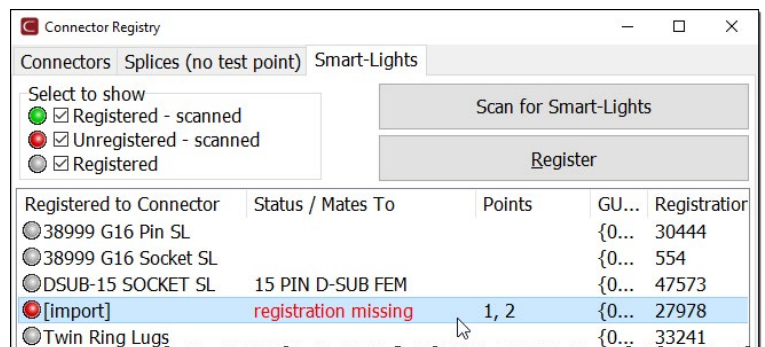 Connector Registry
Connectors Splices (no test point) Smart-Lights
Select to show
Registered - scanned
Unregistered - scanned
Registered
Scan for Smart-Lights
Register
Registered to Connector Status / Mates To Points GU... Registration
38999 G16 Pin SL {0... 30444
38999 G16 Socket SL {0... 554
DSUB-15 SOCKET SL 15 PIN D-SUB FEM {0... 47573
[import] registration missing 1, 2 {0... 27978
Twin Ring Lugs {0... 33241